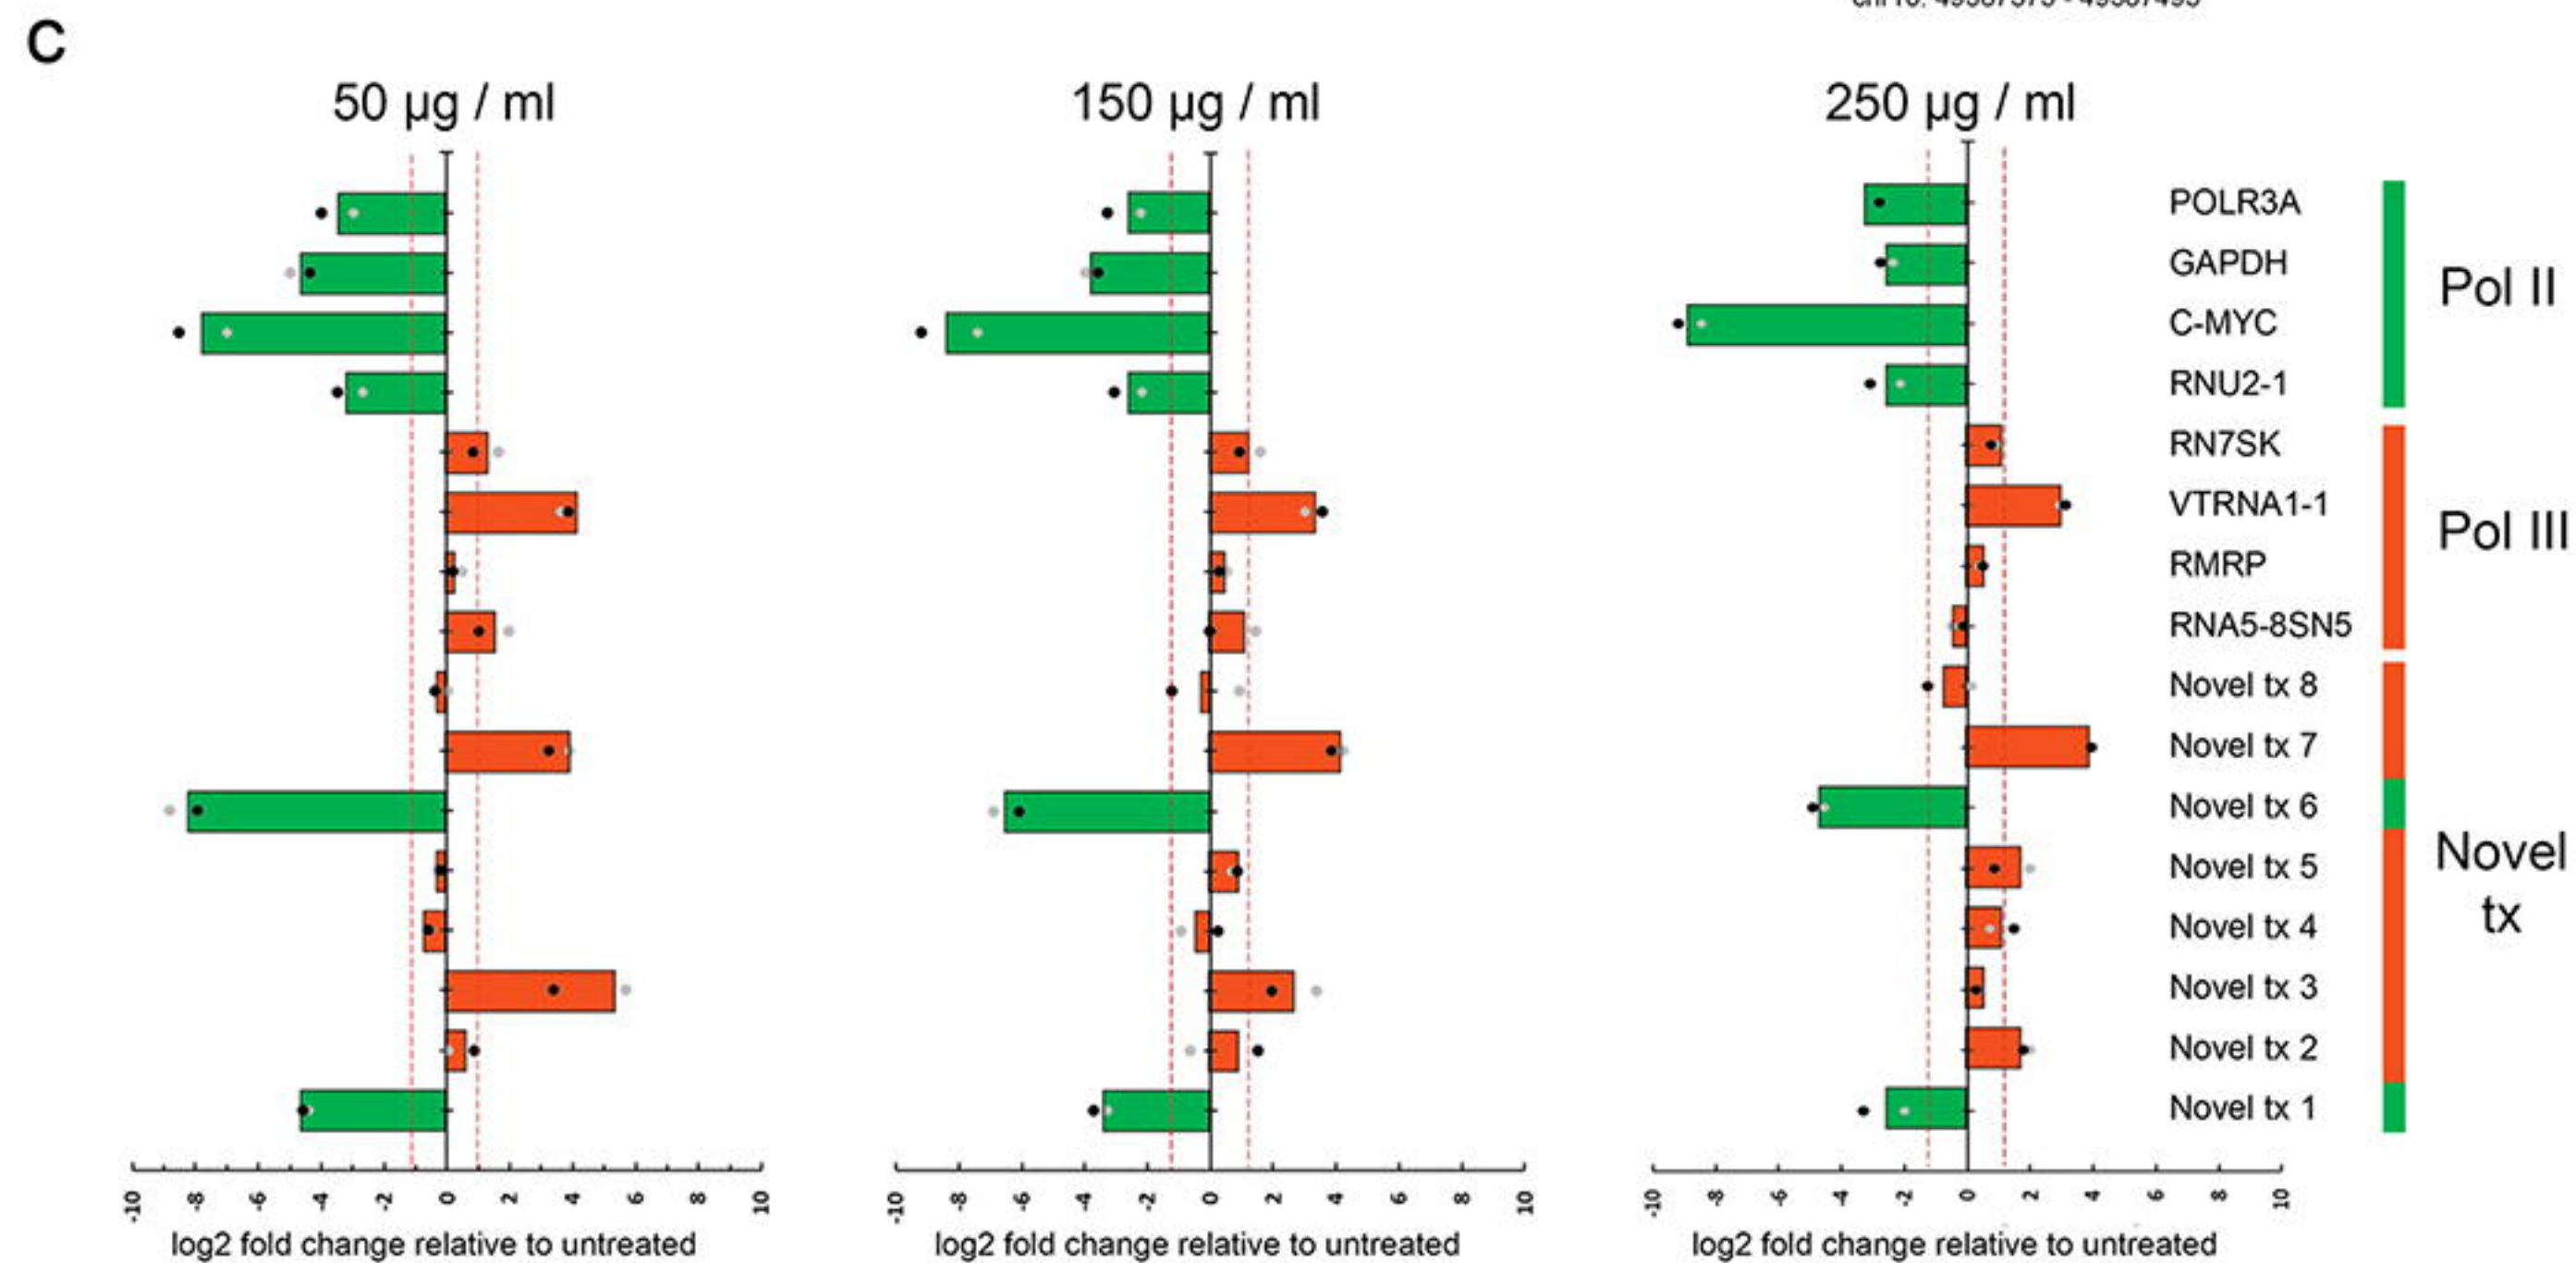 C
50 µg / ml
150 µg / ml
250 µg / ml
POLR3A
GAPDH
C-MYC
RNU2-1
RN7SK
VTRNA1-1
RMRP
RNA5-8SN5
Novel tx 8
Novel tx 7
Novel tx 6
Novel tx 5
Novel tx 4
Novel tx 3
Novel tx 2
Novel tx 1
Pol II
Pol III
Novel
tx
-10 -8 -6 -4 -2 0 2 4 6 8 10
-10 -8 -6 -4 -2 0 2 4 6 8 10
-10 -8 -6 -4 -2 0 2 4 6 8 10
log2 fold change relative to untreated
log2 fold change relative to untreated
log2 fold change relative to untreated